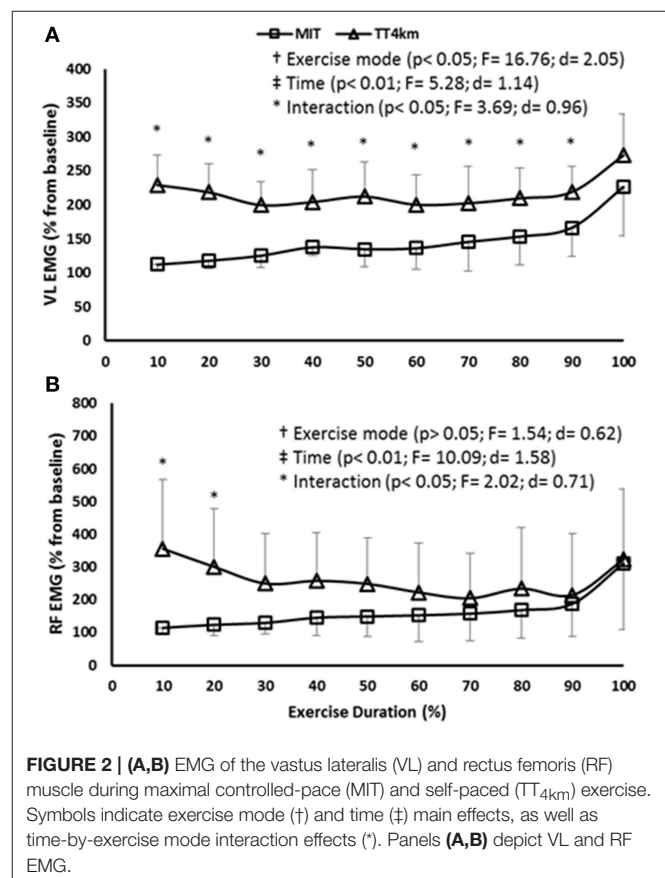 A
MIT TT4km
† Exercise mode (p< 0.05; F= 16.76; d= 2.05)
‡ Time (p< 0.01; F= 5.28; d= 1.14)
* Interaction (p< 0.05; F= 3.69; d= 0.96)
400
350
300
250
200
150
100
50
0
VL EMG (% from baseline)
* * * * * * * * *
0 10 20 30 40 50 60 70 80 90 100
B
† Exercise mode (p> 0.05; F= 1.54; d= 0.62)
‡ Time (p< 0.01; F= 10.09; d= 1.58)
* Interaction (p< 0.05; F= 2.02; d= 0.71)
800
700
600
500
400
300
200
100
0
RF EMG (% from baseline)
* *
0 10 20 30 40 50 60 70 80 90 100
Exercise Duration (%)
FIGURE 2 | (A,B) EMG of the vastus lateralis (VL) and rectus femoris (RF)
muscle during maximal controlled-pace (MIT) and self-paced (TT4km) exercise.
Symbols indicate exercise mode (†) and time (‡) main effects, as well as
time-by-exercise mode interaction effects (*). Panels (A,B) depict VL and RF
EMG.